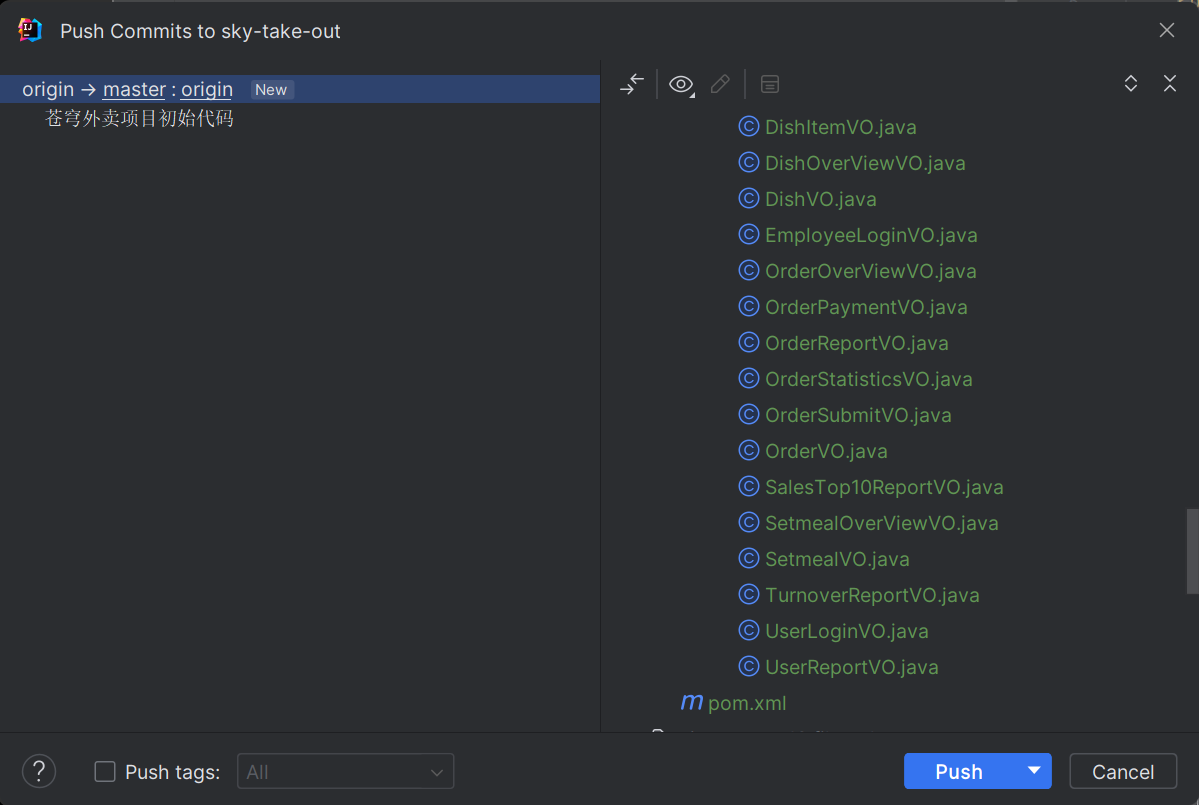 Push Commits to sky-take-out
origin → master : origin New
苍穹外卖项目初始代码
DishItemVO.java
DishOverViewVO.java
DishVO.java
EmployeeLoginVO.java
OrderOverViewVO.java
OrderPaymentVO.java
OrderReportVO.java
OrderStatisticsVO.java
OrderSubmitVO.java
OrderVO.java
SalesTop10ReportVO.java
SetmealOverViewVO.java
SetmealVO.java
TurnoverReportVO.java
UserLoginVO.java
UserReportVO.java
pom.xml
? Push tags: All Push Cancel